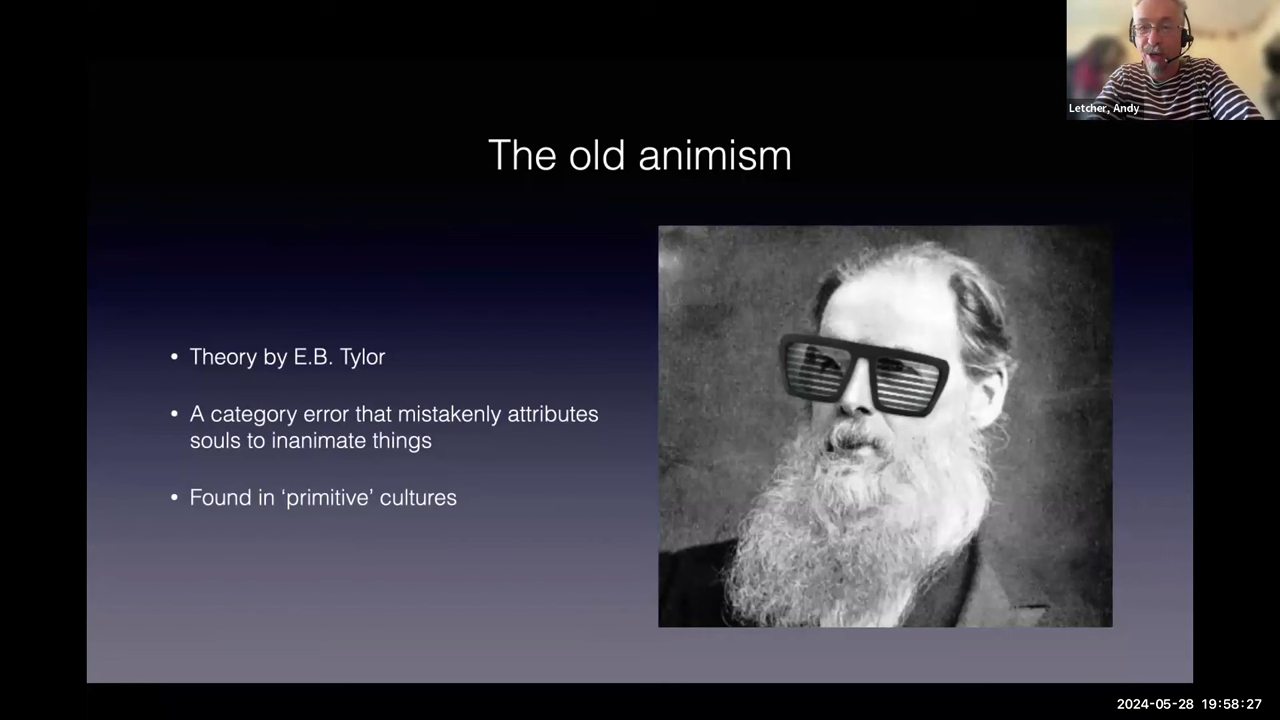 Letcher, Andy
The old animism
• Theory by E.B. Tylor
• A category error that mistakenly attributes
souls to inanimate things
• Found in ‘primitive’ cultures
2024-05-28 19:58:27